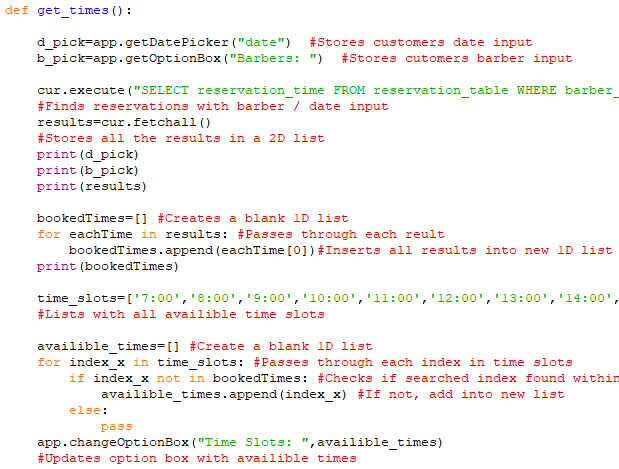 def get_times():
d_pick=app.getDatePicker("date")  #Stores customers date input
b_pick=app.getOptionBox("Barbers: ")  #Stores cutomers barber input
cur.execute("SELECT reservation_time FROM reservation_table WHERE barber_
#Finds reservations with barber / date input
results=cur.fetchall()
#Stores all the results in a 2D list
print(d_pick)
print(b_pick)
print(results)
bookedTimes=[] #Creates a blank 1D list
for eachTime in results: #Passes through each reult
bookedTimes.append(eachTime[0])#Inserts all results into new 1D list
print(bookedTimes)
time_slots=['7:00','8:00','9:00','10:00','11:00','12:00','13:00','14:00',
#Lists with all availible time slots
availible_times=[] #Create a blank 1D list
for index_x in time_slots: #Passes through each index in time slots
if index_x not in bookedTimes: #Checks if searched index found within
availible_times.append(index_x) #If not, add into new list
else:
pass
app.changeOptionBox("Time Slots: ",availible_times)
#Updates option box with availible times